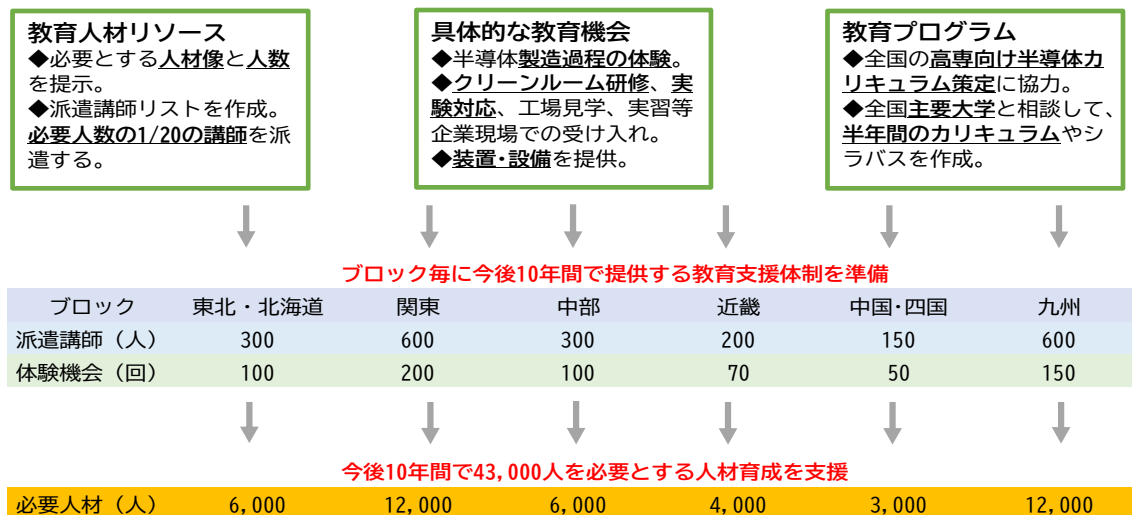 教育人材リソース
◆必要とする人材像と人数
を提示。
◆派遣講師リストを作成。
必要人数の1/20の講師を派
遣する。
具体的な教育機会
◆半導体製造過程の体験。
◆クリーンルーム研修、実
験対応、工場見学、実習等
企業現場での受け入れ。
◆装置・設備を提供。
教育プログラム
◆全国の高専向け半導体カ
リキュラム策定に協力。
◆全国主要大学と相談して、
半年間のカリキュラムやシ
ラバスを作成。
ブロック毎に今後10年間で提供する教育支援体制を準備
ブロック 東北・北海道 関東 中部 近畿 中国・四国 九州
派遣講師（人） 300 600 300 200 150 600
体験機会（回） 100 200 100 70 50 150
今後10年間で43,000人を必要とする人材育成を支援
必要人材（人） 6,000 12,000 6,000 4,000 3,000 12,000